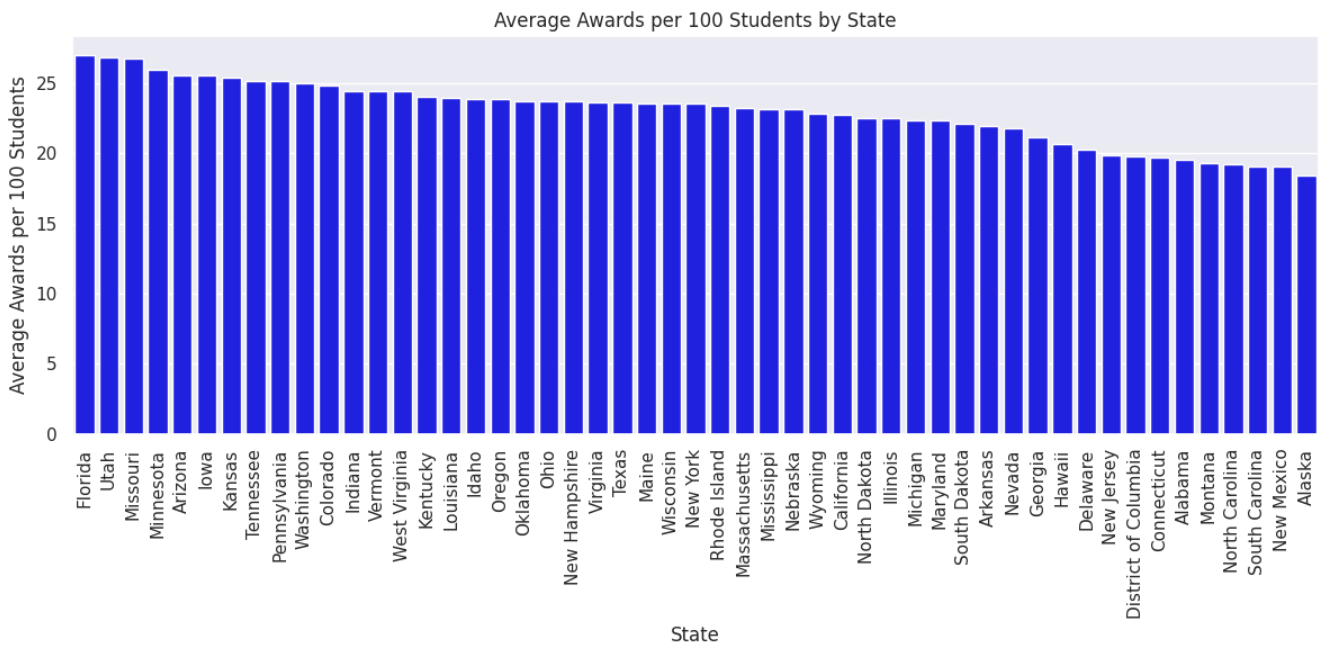 Average Awards per 100 Students by State
Average Awards per 100 Students
25
20
15
10
5
0
Florida
Utah
Missouri
Minnesota
Arizona
Iowa
Kansas
Tennessee
Pennsylvania
Washington
Colorado
Indiana
Vermont
West Virginia
Kentucky
Louisiana
Idaho
Oregon
Oklahoma
Ohio
New Hampshire
Virginia
Texas
Maine
Wisconsin
New York
Rhode Island
Massachusetts
Mississippi
Nebraska
Wyoming
California
North Dakota
Illinois
Michigan
Maryland
South Dakota
Arkansas
Nevada
Georgia
Hawaii
Delaware
New Jersey
District of Columbia
Connecticut
Alabama
Montana
North Carolina
South Carolina
New Mexico
Alaska
State